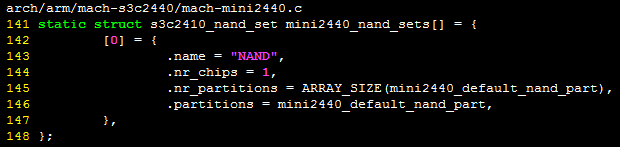 arch/arm/mach-s3c2440/mach-mini2440.c
141 static struct s3c2410_nand_set mini2440_nand_sets[] = {
142         [0] = {
143                 .name = "NAND",
144                 .nr_chips = 1,
145                 .nr_partitions = ARRAY_SIZE(mini2440_default_nand_part),
146                 .partitions = mini2440_default_nand_part,
147         },
148 };